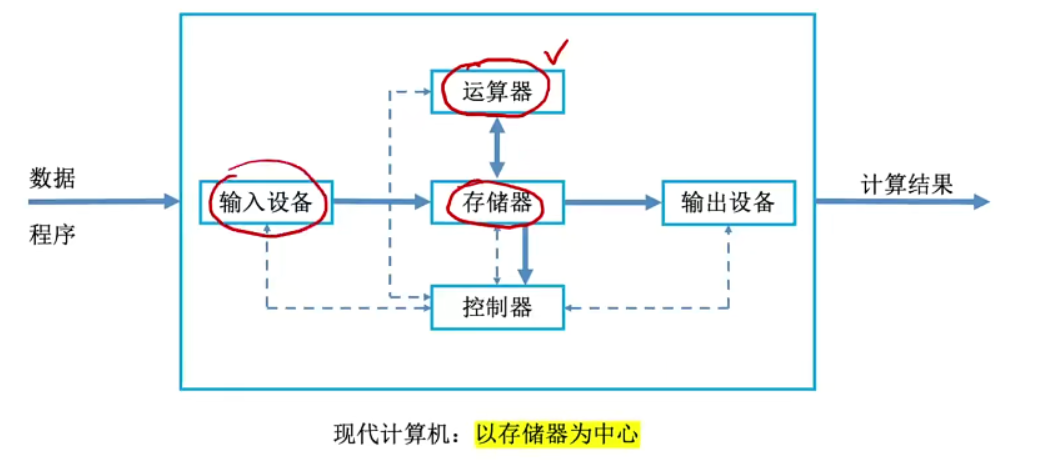 运算器
数据
程序
输入设备
存储器
输出设备
计算结果
控制器
现代计算机：以存储器为中心